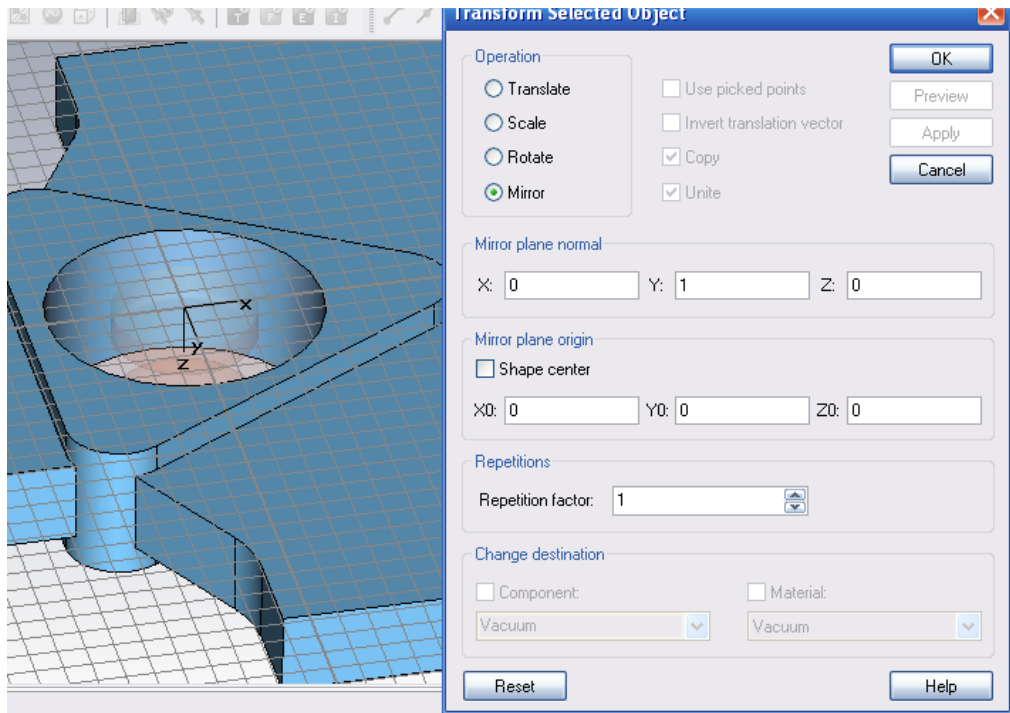 T P E I
Transform Selected Object
Operation
Translate
Scale
Rotate
Mirror
Use picked points
Invert translation vector
Copy
Unite
OK
Preview
Apply
Cancel
Mirror plane normal
X: 0 Y: 1 Z: 0
Mirror plane origin
Shape center
X0: 0 Y0: 0 Z0: 0
Repetitions
Repetition factor: 1
Change destination
Component: Material:
Vacuum Vacuum
Reset Help
x
y
z